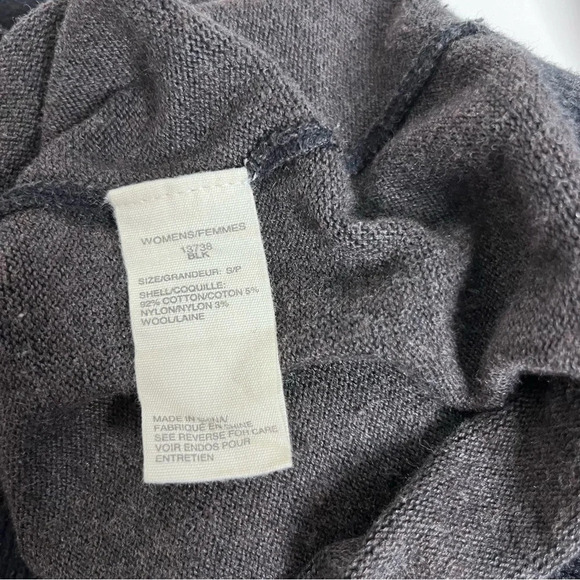 WOMENS/FEMMES
13738
BLK
SIZE/GRANDEUR: S/P
SHELL/COQUILLE:
92% COTTON/COTON 5%
NYLON/NYLON 3%
WOOL/LAINE
MADE IN CHINA/
FABRIQUÉ EN CHINE
SEE REVERSE FOR CARE
VOIR ENDOS POUR
ENTRETIEN